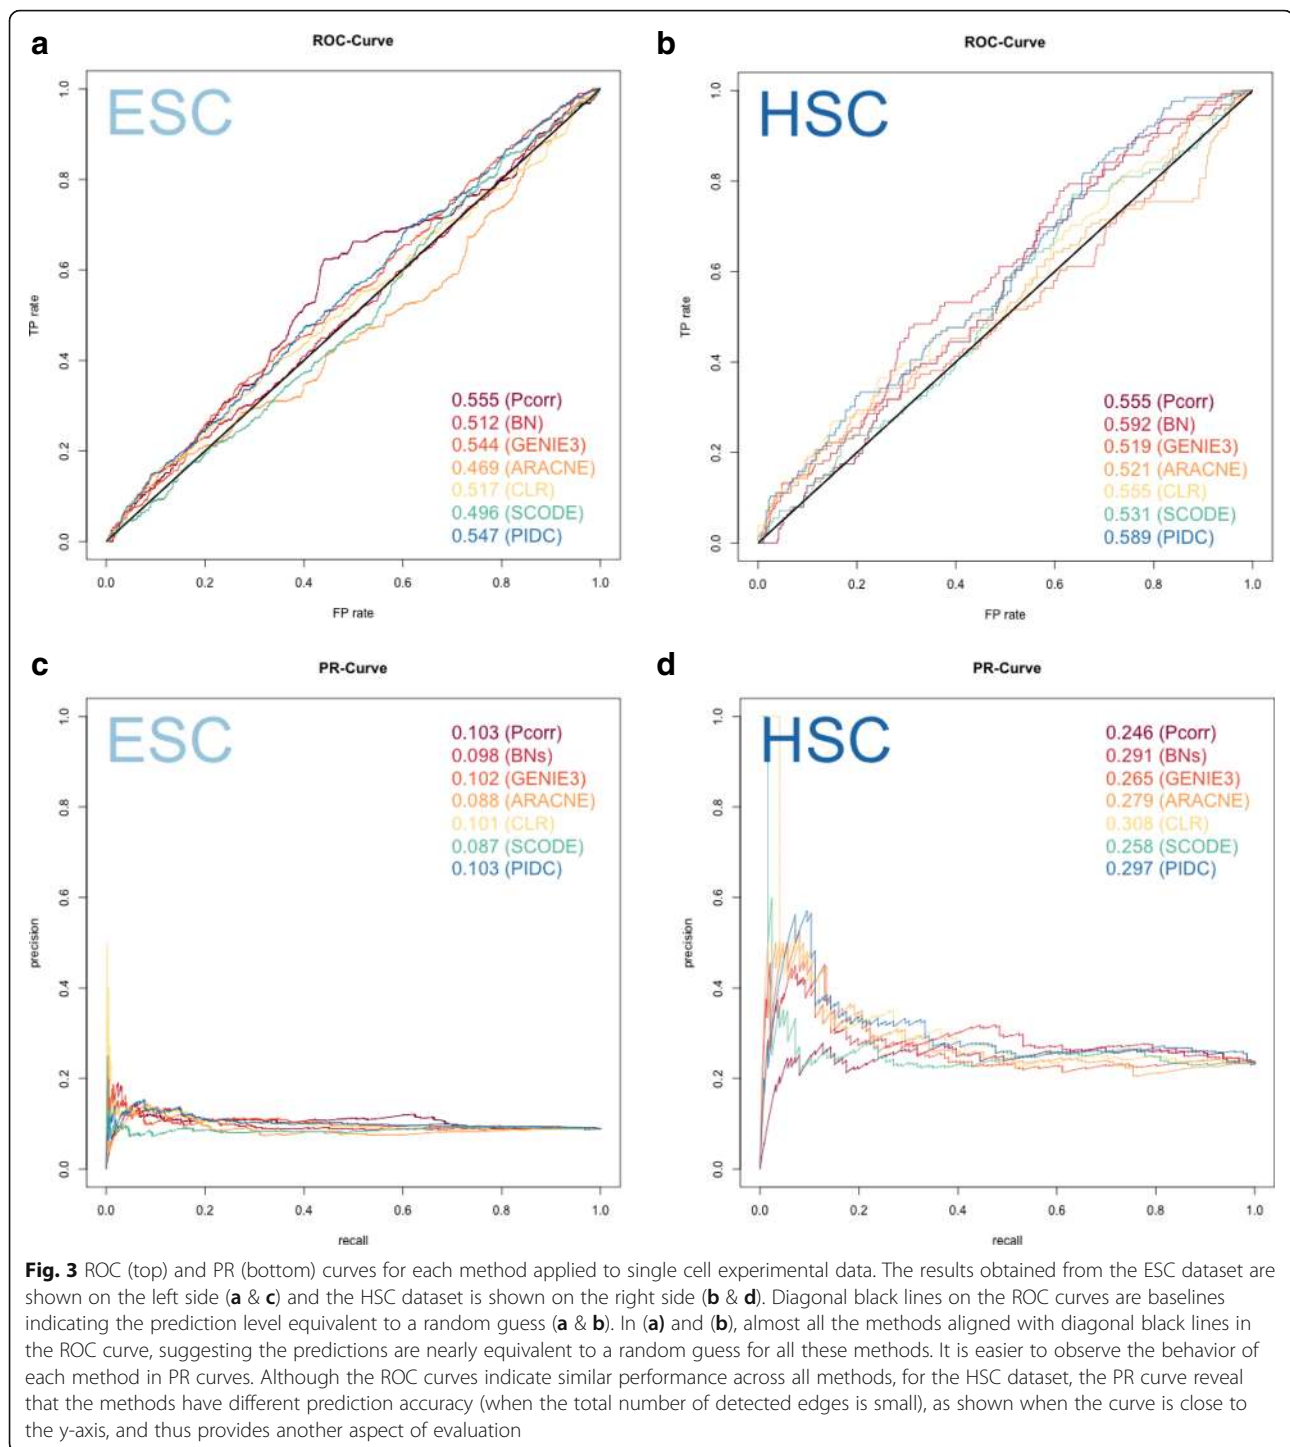 a
ROC-Curve
ESC
1.0
0.8
0.6
0.4
0.2
0.0
TP rate
0.555 (Pcorr)
0.512 (BN)
0.544 (GENIE3)
0.469 (ARACNE)
0.517 (CLR)
0.496 (SCODE)
0.547 (PIDC)
0.0 0.2 0.4 0.6 0.8 1.0
FP rate
b
ROC-Curve
HSC
1.0
0.8
0.6
0.4
0.2
0.0
TP rate
0.555 (Pcorr)
0.592 (BN)
0.519 (GENIE3)
0.521 (ARACNE)
0.555 (CLR)
0.531 (SCODE)
0.589 (PIDC)
0.0 0.2 0.4 0.6 0.8 1.0
FP rate
c
PR-Curve
ESC
1.0
0.8
0.6
0.4
0.2
0.0
precision
0.103 (Pcorr)
0.098 (BNs)
0.102 (GENIE3)
0.088 (ARACNE)
0.101 (CLR)
0.087 (SCODE)
0.103 (PIDC)
0.0 0.2 0.4 0.6 0.8 1.0
recall
d
PR-Curve
HSC
1.0
0.8
0.6
0.4
0.2
0.0
precision
0.246 (Pcorr)
0.291 (BNs)
0.265 (GENIE3)
0.279 (ARACNE)
0.308 (CLR)
0.258 (SCODE)
0.297 (PIDC)
0.0 0.2 0.4 0.6 0.8 1.0
recall
Fig. 3 ROC (top) and PR (bottom) curves for each method applied to single cell experimental data. The results obtained from the ESC dataset are
shown on the left side (a & c) and the HSC dataset is shown on the right side (b & d). Diagonal black lines on the ROC curves are baselines
indicating the prediction level equivalent to a random guess (a & b). In (a) and (b), almost all the methods aligned with diagonal black lines in
the ROC curve, suggesting the predictions are nearly equivalent to a random guess for all these methods. It is easier to observe the behavior of
each method in PR curves. Although the ROC curves indicate similar performance across all methods, for the HSC dataset, the PR curve reveal
that the methods have different prediction accuracy (when the total number of detected edges is small), as shown when the curve is close to
the y-axis, and thus provides another aspect of evaluation